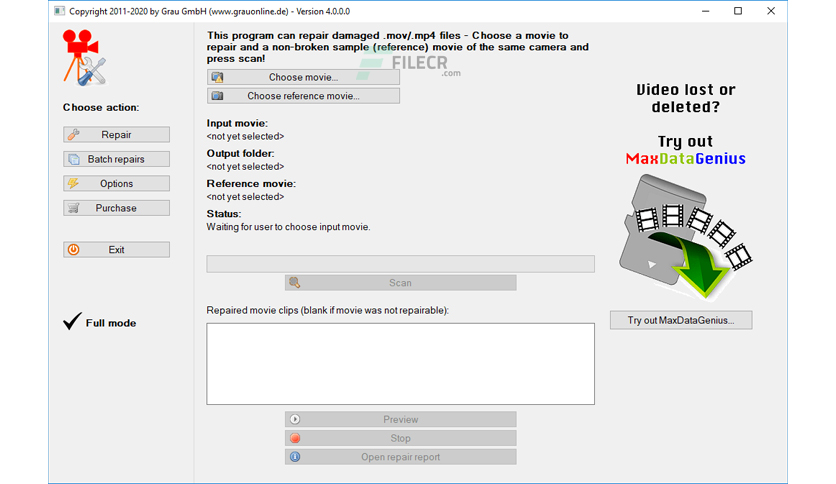 Copyright 2011-2020 by Grau GmbH (www.grauonline.de) - Version 4.0.0.0
Choose action:
Repair
Batch repairs
Options
Purchase
Exit
Full mode
This program can repair damaged .mov/.mp4 files - Choose a movie to
repair and a non-broken sample (reference) movie of the same camera and
press scan!
FILECR
.com
Choose movie...
Choose reference movie...
Input movie:
<not yet selected>
Output folder:
<not yet selected>
Reference movie:
<not yet selected>
Status:
Waiting for user to choose input movie.
Scan
Repaired movie clips (blank if movie was not repairable):
Preview
Stop
Open repair report
Video lost or
deleted?
Try out
MaxDataGenius
Try out MaxDataGenius...